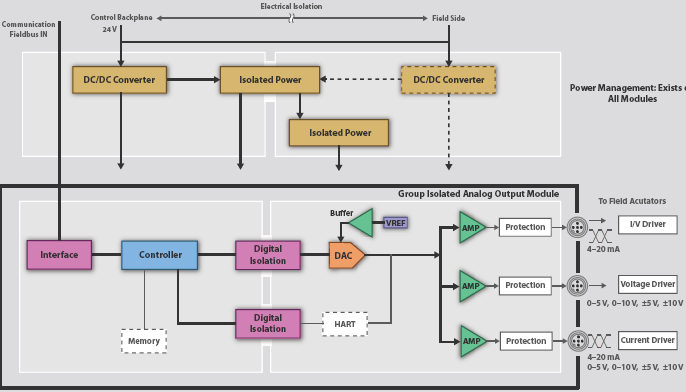 Electrical Isolation
Control Backplane
Field Side
Communication
Fieldbus IN
24 V
DC/DC Converter
Isolated Power
DC/DC Converter
Power Management: Exists
All Modules
Isolated Power
Group Isolated Analog Output Module
To Field Acutators
Buffer
VREF
AMP
Protection
I/V Driver
4–20 mA
Interface
Controller
Digital
Isolation
DAC
AMP
Protection
Voltage Driver
0–5 V, 0–10 V, ±5 V, ±10 V
Digital
Isolation
HART
Memory
AMP
Protection
Current Driver
4–20 mA
0–5 V, 0–10 V, ±5 V, ±10 V